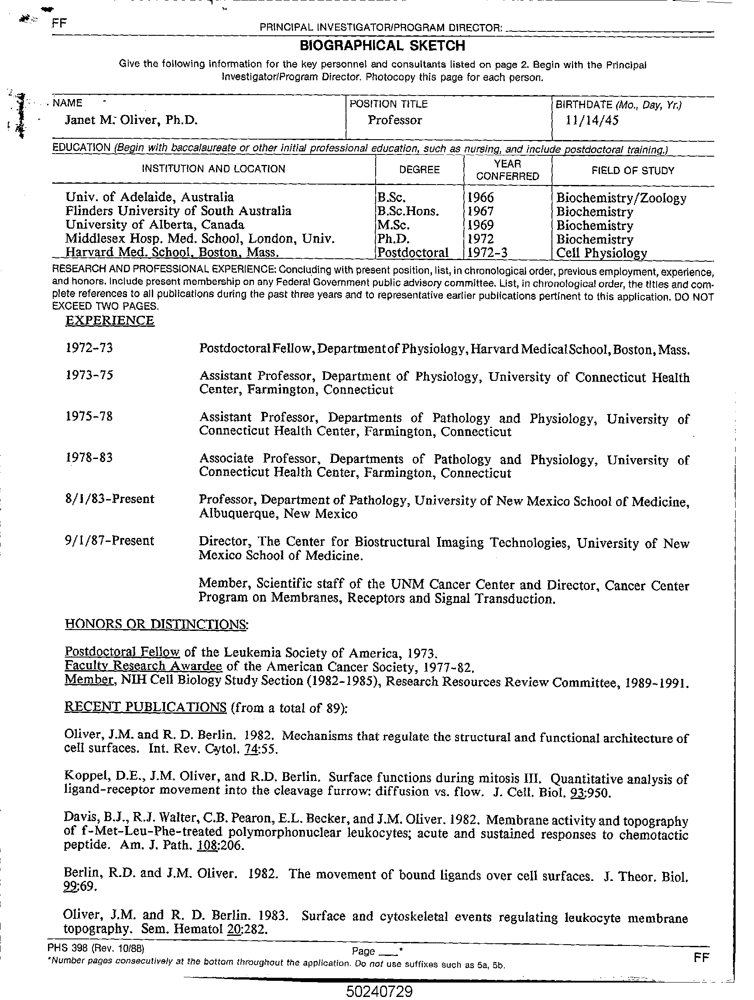 FF
PRINCIPAL INVESTIGATOR/PROGRAM DIRECTOR:
BIOGRAPHICAL SKETCH
Give the following information for the key personnel and consultants listed on page 2. Begin with the Principal
Investigator/Program Director. Photocopy this page for each person.
NAME POSITION TITLE BIRTHDATE (Mo., Day, Yr.)
Janet M. Oliver, Ph.D. Professor 11/14/45
EDUCATION (Begin with baccalaureate or other initial professional education, such as nursing, and include postdoctoral training.)
INSTITUTION AND LOCATION DEGREE YEAR CONFERRED FIELD OF STUDY
Univ. of Adelaide, Australia B.Sc. 1966 Biochemistry/Zoology
Flinders University of South Australia B.Sc.Hons. 1967 Biochemistry
University of Alberta, Canada M.Sc. 1969 Biochemistry
Middlesex Hosp. Med. School, London, Univ. Ph.D. 1972 Biochemistry
Harvard Med. School, Boston, Mass. Postdoctoral 1972-3 Cell Physiology
RESEARCH AND PROFESSIONAL EXPERIENCE: Concluding with present position, list, in chronological order, previous employment, experience,
and honors. Include present membership on any Federal Government public advisory committee. List, in chronological order, the titles and com-
plete references to all publications during the past three years and to representative earlier publications pertinent to this application. DO NOT
EXCEED TWO PAGES.
EXPERIENCE
1972-73 Postdoctoral Fellow, Department of Physiology, Harvard Medical School, Boston, Mass.
1973-75 Assistant Professor, Department of Physiology, University of Connecticut Health
Center, Farmington, Connecticut
1975-78 Assistant Professor, Departments of Pathology and Physiology, University of
Connecticut Health Center, Farmington, Connecticut
1978-83 Associate Professor, Departments of Pathology and Physiology, University of
Connecticut Health Center, Farmington, Connecticut
8/1/83-Present Professor, Department of Pathology, University of New Mexico School of Medicine,
Albuquerque, New Mexico
9/1/87-Present Director, The Center for Biostructural Imaging Technologies, University of New
Mexico School of Medicine.
Member, Scientific staff of the UNM Cancer Center and Director, Cancer Center
Program on Membranes, Receptors and Signal Transduction.
HONORS OR DISTINCTIONS:
Postdoctoral Fellow of the Leukemia Society of America, 1973.
Faculty Research Awardee of the American Cancer Society, 1977-82.
Member, NIH Cell Biology Study Section (1982-1985), Research Resources Review Committee, 1989-1991.
RECENT PUBLICATIONS (from a total of 89):
Oliver, J.M. and R. D. Berlin. 1982. Mechanisms that regulate the structural and functional architecture of
cell surfaces. Int. Rev. Cytol. 74:55.
Koppel, D.E., J.M. Oliver, and R.D. Berlin. Surface functions during mitosis III. Quantitative analysis of
ligand-receptor movement into the cleavage furrow: diffusion vs. flow. J. Cell. Biol. 93:950.
Davis, B.J., R.J. Walter, C.B. Pearon, E.L. Becker, and J.M. Oliver. 1982. Membrane activity and topography
of f-Met-Leu-Phe-treated polymorphonuclear leukocytes; acute and sustained responses to chemotactic
peptide. Am. J. Path. 108:206.
Berlin, R.D. and J.M. Oliver. 1982. The movement of bound ligands over cell surfaces. J. Theor. Biol.
99:69.
Oliver, J.M. and R. D. Berlin. 1983. Surface and cytoskeletal events regulating leukocyte membrane
topography. Sem. Hematol 20:282.
PHS 398 (Rev. 10/88) Page ___*
*Number pages consecutively at the bottom throughout the application. Do not use suffixes such as 5a, 5b.
FF
50240729